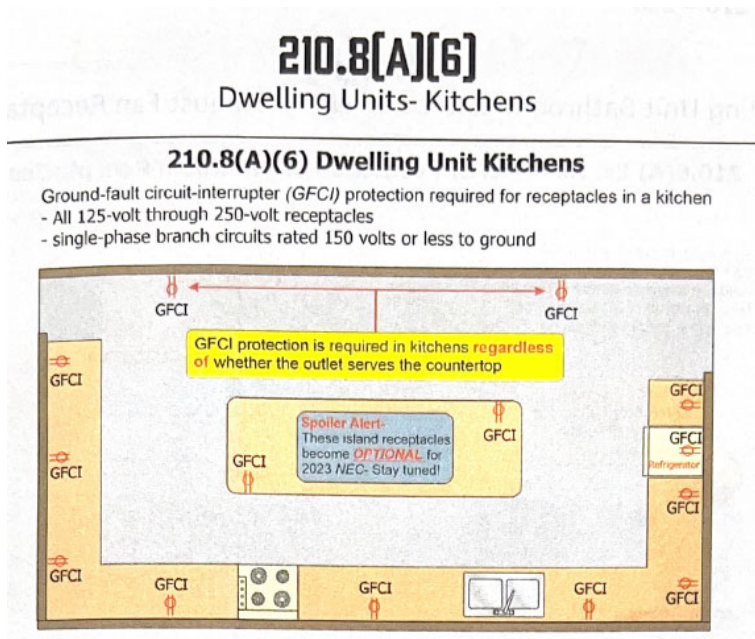 210.8(A)(6)
Dwelling Units- Kitchens
210.8(A)(6) Dwelling Unit Kitchens
Ground-fault circuit-interrupter (GFCI) protection required for receptacles in a kitchen
- All 125-volt through 250-volt receptacles
- single-phase branch circuits rated 150 volts or less to ground
GFCI
GFCI
GFCI protection is required in kitchens regardless
of whether the outlet serves the countertop
GFCI
GFCI
Spoiler Alert-
These island receptacles
become OPTIONAL for
2023 NEC- Stay tuned!
GFCI
GFCI
GFCI
Refrigerator
GFCI
GFCI
GFCI
GFCI
GFCI
GFCI
GFCI